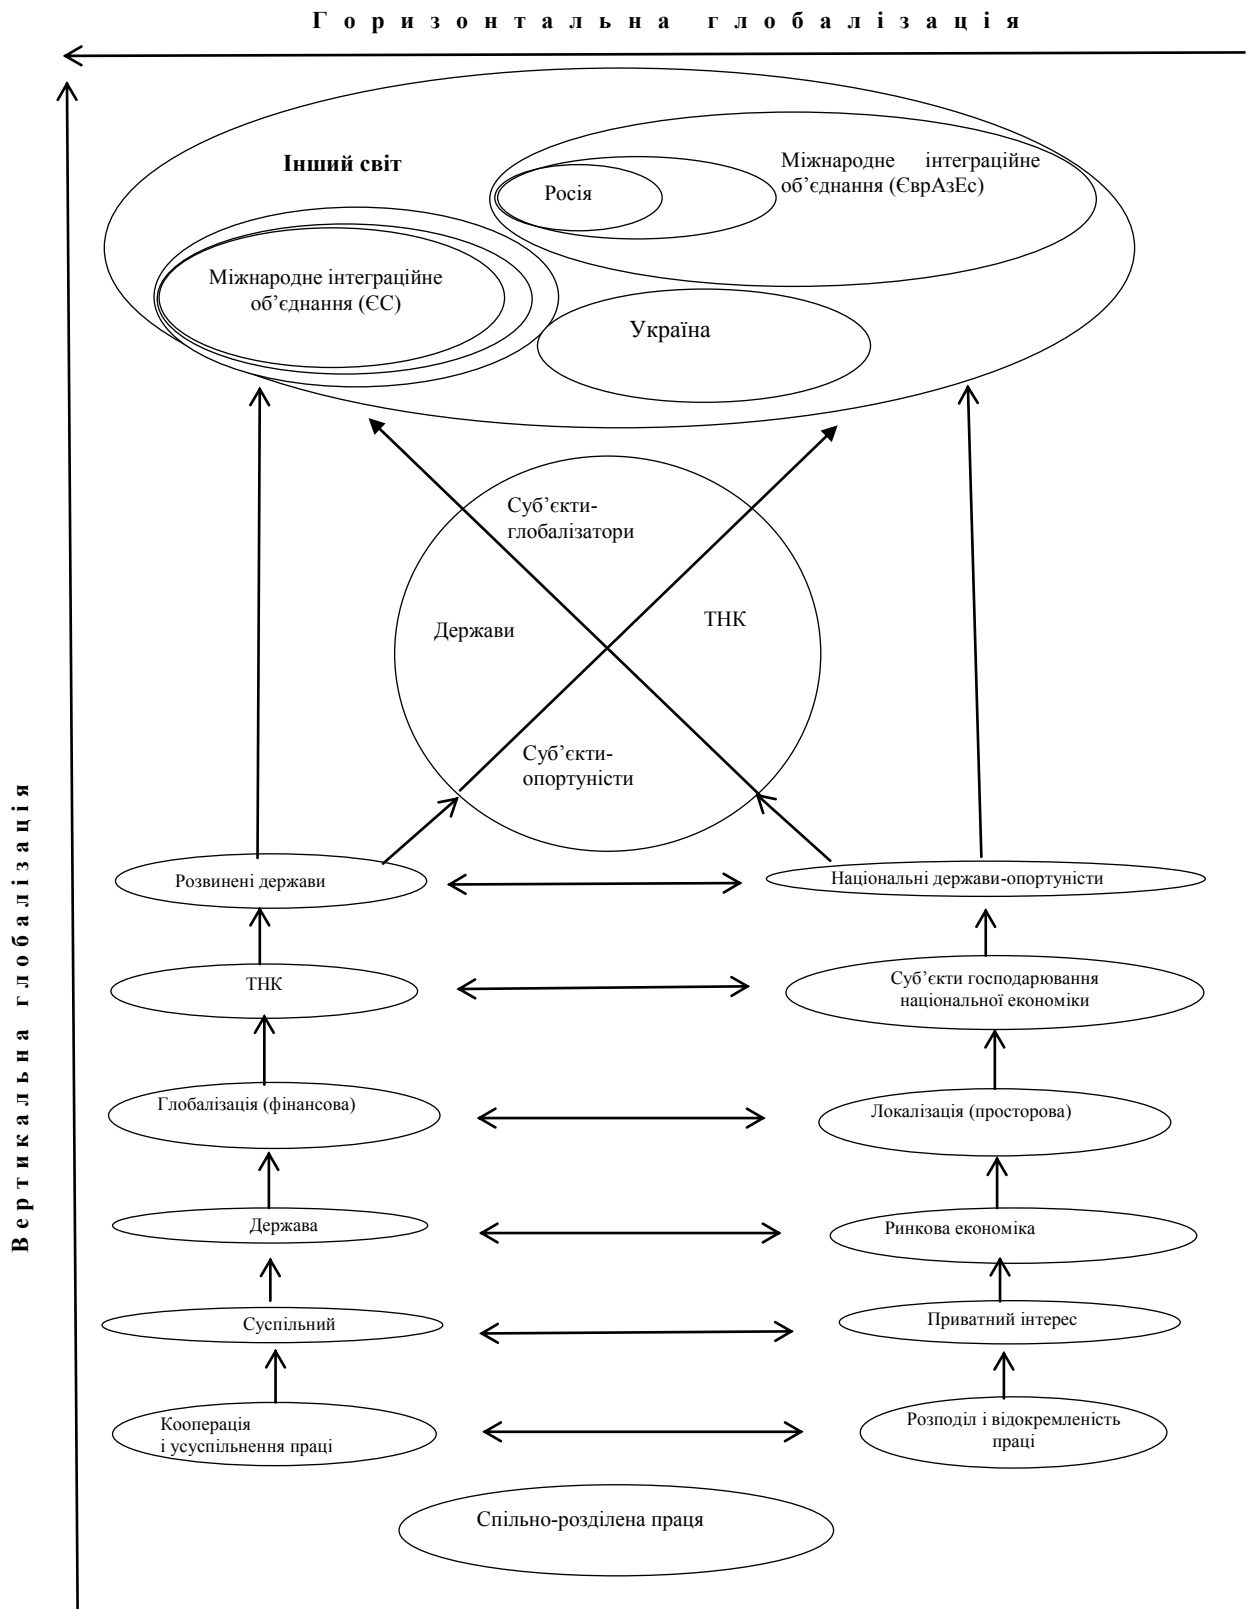 Горизонтальна глобалізація
Інший світ
Міжнародне інтеграційне
об’єднання (ЄврАзЕс)
Росія
Міжнародне інтеграційне
об’єднання (ЄС)
Україна
Суб’єкти-
глобалізатори
Держави
ТНК
Суб’єкти-
опортуністи
Вертикальна глобалізація
Розвинені держави
Національні держави-опортуністи
ТНК
Суб’єкти господарювання
національної економіки
Глобалізація (фінансова)
Локалізація (просторова)
Держава
Ринкова економіка
Суспільний
Приватний інтерес
Кооперація
і усуспільнення праці
Розподіл і відокремленість
праці
Спільно-розділена праця